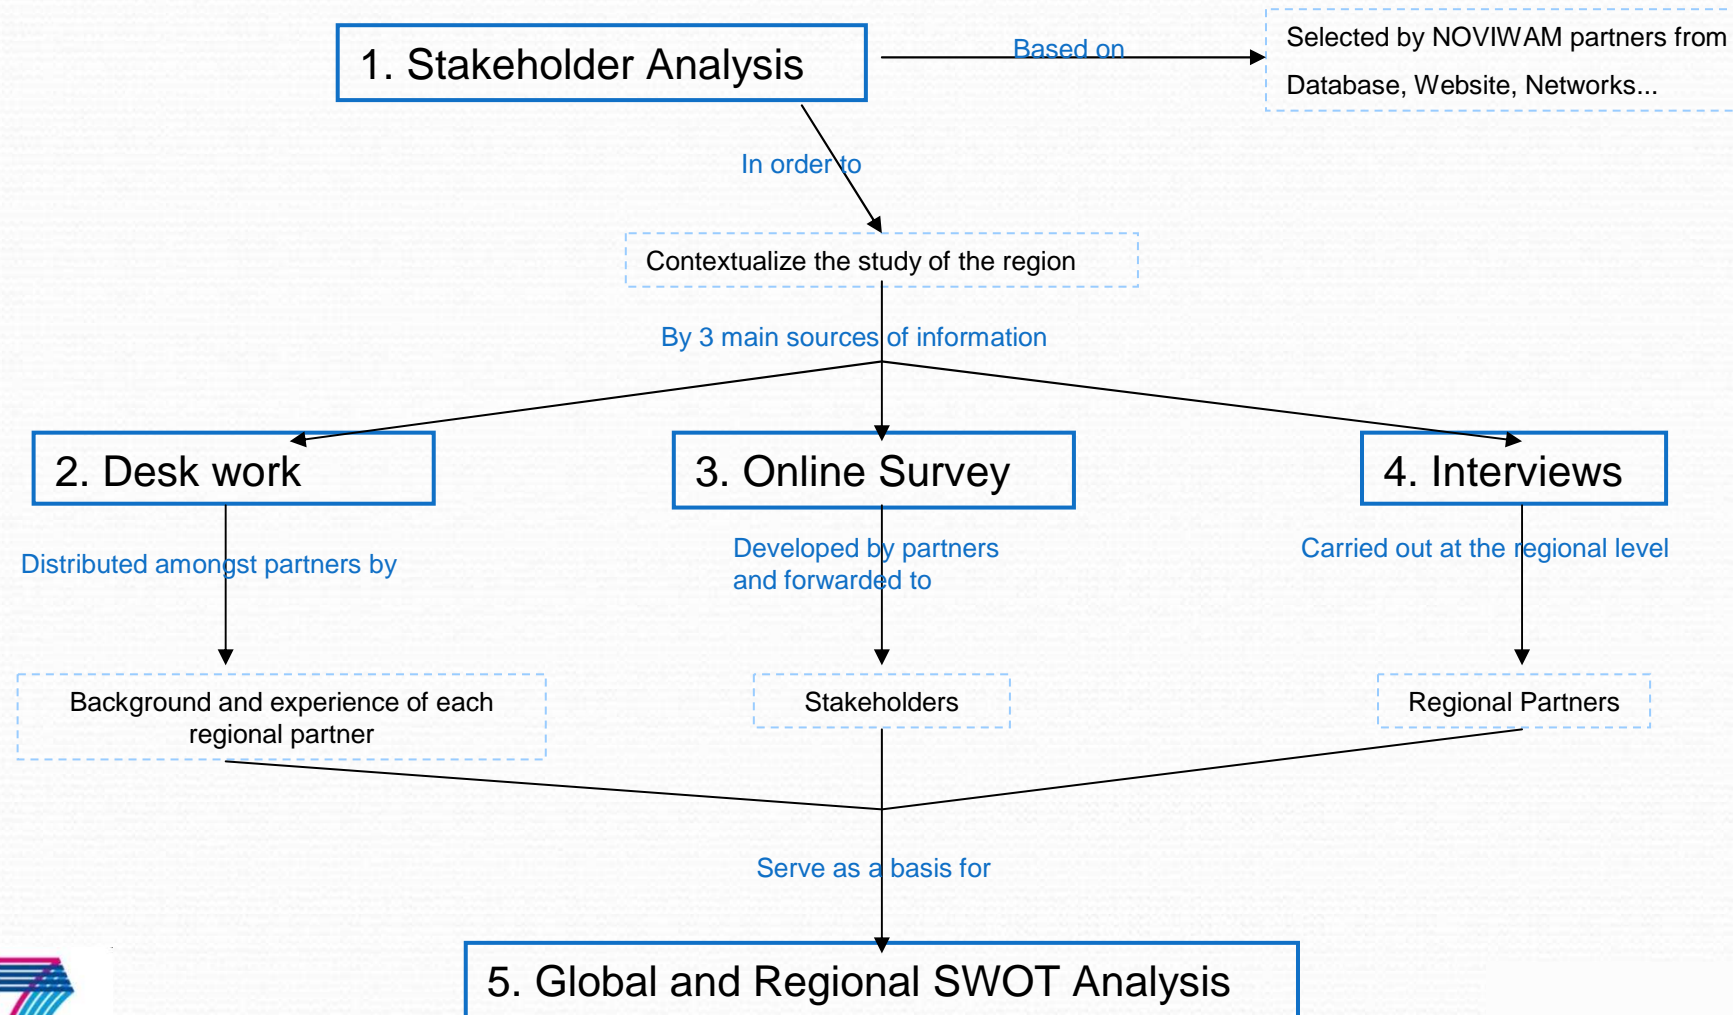 1. Stakeholder Analysis
Based on
Selected by NOVIWAM partners from
Database, Website, Networks...
In order to
Contextualize the study of the region
By 3 main sources of information
2. Desk work
3. Online Survey
4. Interviews
Distributed amongst partners by
Developed by partners
and forwarded to
Carried out at the regional level
Background and experience of each
regional partner
Stakeholders
Regional Partners
Serve as a basis for
5. Global and Regional SWOT Analysis